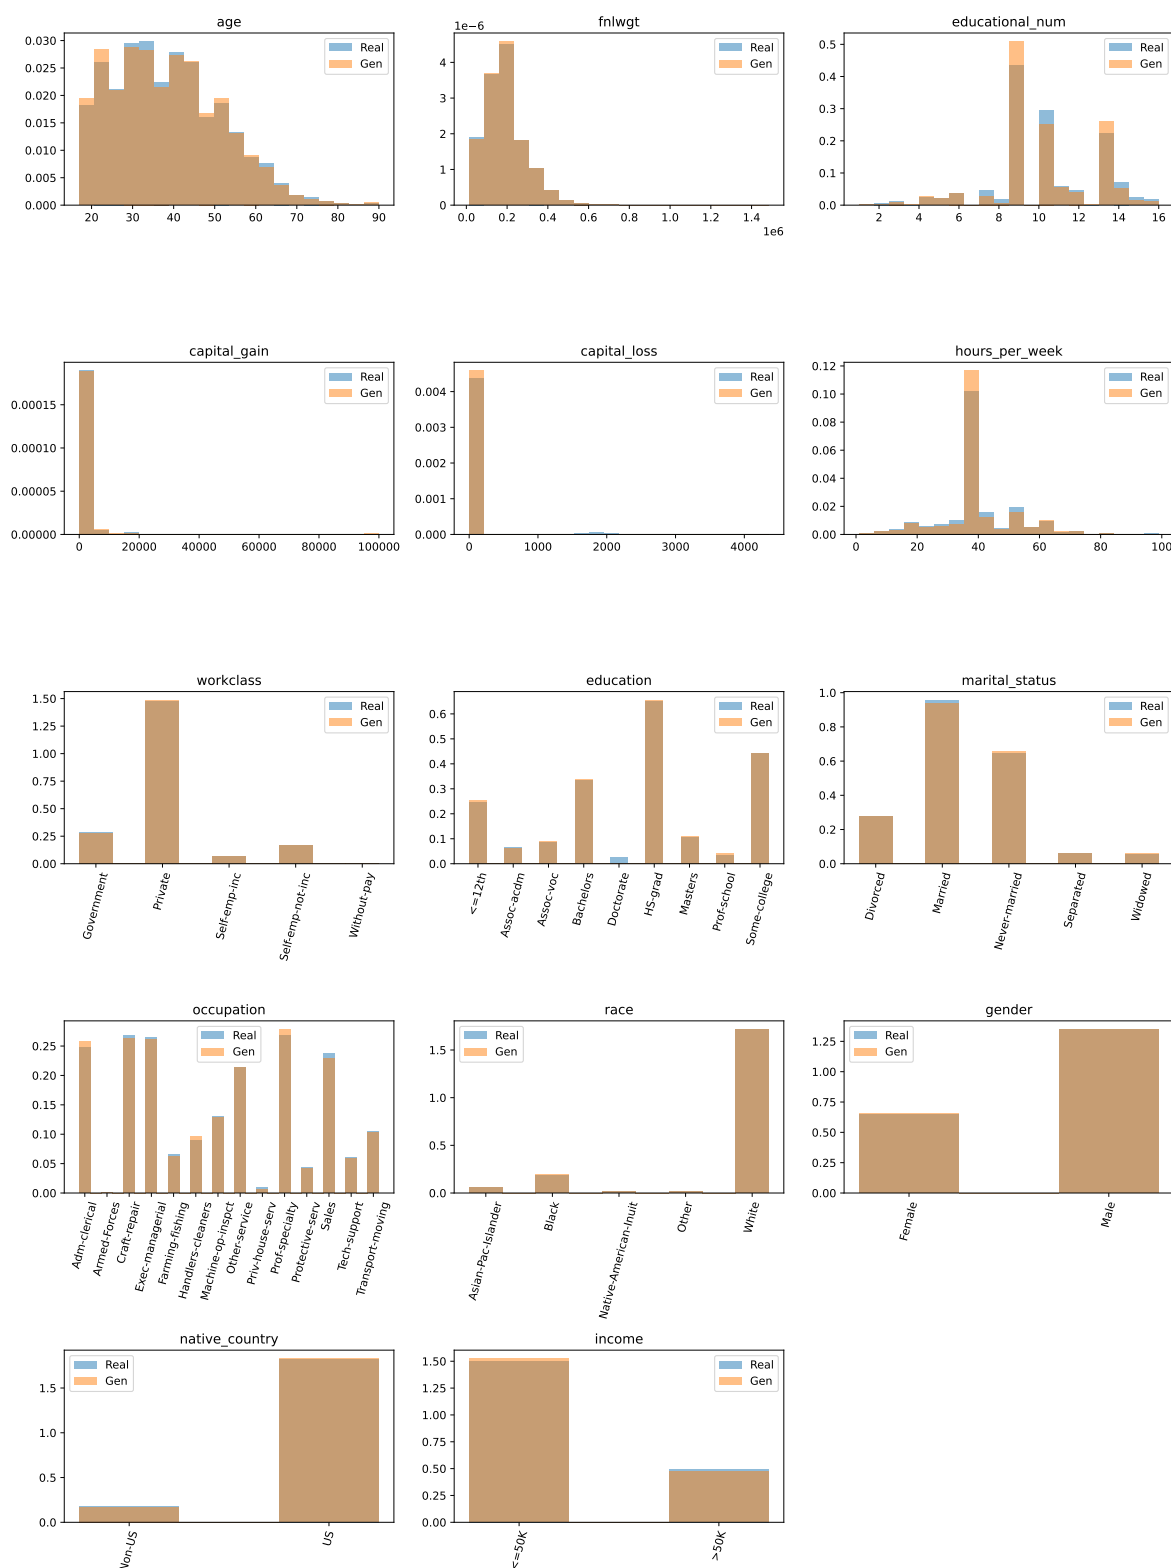 age
0.030
0.025
0.020
0.015
0.010
0.005
0.000
20 30 40 50 60 70 80 90
Real
Gen
fnlwgt
1e−6
4
2
0
0.0 0.2 0.4 0.6 0.8 1.0 1.2 1.4
1e6
Real
Gen
educational_num
0.5
0.4
0.3
0.2
0.1
0.0
2 4 6 8 10 12 14 16
Real
Gen
capital_gain
0.00015
0.00010
0.00005
0.00000
0 20000 40000 60000 80000 100000
Real
Gen
capital_loss
0.004
0.003
0.002
0.001
0.000
0 1000 2000 3000 4000
Real
Gen
hours_per_week
0.12
0.10
0.08
0.06
0.04
0.02
0.00
0 20 40 60 80 100
Real
Gen
workclass
1.50
1.25
1.00
0.75
0.50
0.25
0.00
Government
Private
Self-emp-inc
Self-emp-not-inc
Without-pay
Real
Gen
education
0.6
0.5
0.4
0.3
0.2
0.1
0.0
<=12th
Assoc-acdm
Assoc-voc
Bachelors
Doctorate
HS-grad
Masters
Prof-school
Some-college
Real
Gen
marital_status
1.0
0.8
0.6
0.4
0.2
0.0
Divorced
Married
Never-married
Separated
Widowed
Real
Gen
occupation
0.25
0.20
0.15
0.10
0.05
0.00
Adm-clerical
Armed-Forces
Craft-repair
Exec-managerial
Farming-fishing
Handlers-cleaners
Machine-op-inspct
Other-service
Priv-house-serv
Prof-specialty
Protective-serv
Sales
Tech-support
Transport-moving
Real
Gen
race
1.5
1.0
0.5
0.0
Asian-Pac-Islander
Black
Native-American-Inuit
Other
White
Real
Gen
gender
1.25
1.00
0.75
0.50
0.25
0.00
Female
Male
Real
Gen
native_country
1.5
1.0
0.5
0.0
Non-US
US
Real
Gen
income
1.50
1.25
1.00
0.75
0.50
0.25
0.00
<=50K
>50K
Real
Gen